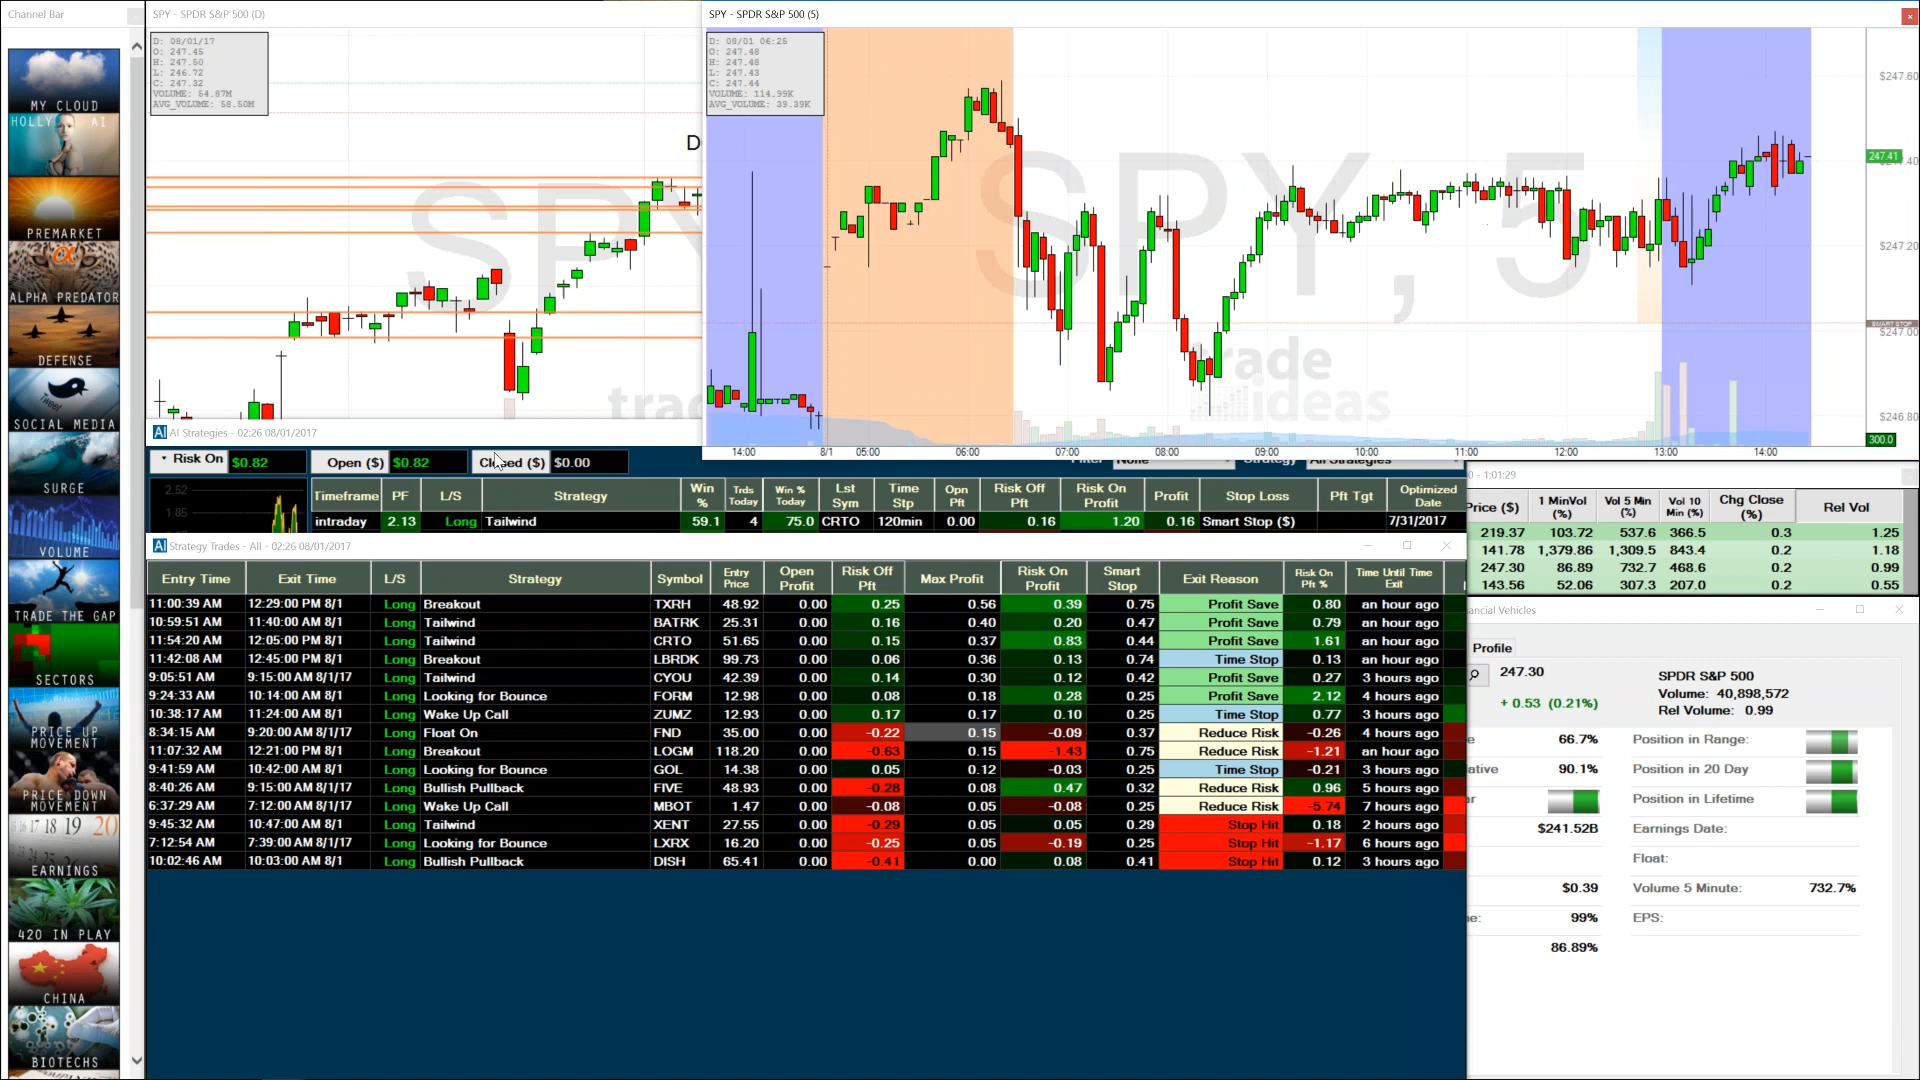 Channel Bar
MY CLOUD
HOLLY AI
PREMARKET
α
ALPHA PREDATOR
DEFENSE
Tweet
SOCIAL MEDIA
SURGE
VOLUME
TRADE THE GAP
SECTORS
PRICE UP
MOVEMENT
PRICE DOWN
MOVEMENT
16 17 18 19 20
EARNINGS
420 IN PLAY
CHINA
BIOTECHS
SPY - SPDR S&P 500 (D)
D: 08/01/17
O: 247.45
H: 247.50
L: 246.72
C: 247.32
VOLUME: 54.87M
AVG_VOLUME: 58.50M
D
SPY
SPY - SPDR S&P 500 (5)
D: 08/01 06:25
O: 247.48
H: 247.48
L: 247.43
C: 247.44
VOLUME: 114.99K
AVG_VOLUME: 39.39K
SPY, 5
trade
ideas
$247.60
247.41
$247.20
SMART STOP
$247.00
$246.80
300.0
14:00 8/1 05:00 06:00 07:00 08:00 09:00 10:00 11:00 12:00 13:00 14:00
AI AI Strategies - 02:26 08/01/2017
Risk On $0.82 Open ($) $0.82 Closed ($) $0.00
2.52
1.85
Timeframe PF L/S Strategy Win % Trds Today Win % Today Lst Sym Time Stp Opn Pft Risk Off Pft Risk On Profit Profit Stop Loss Pft Tgt Optimized Date
intraday 2.13 Long Tailwind 59.1 4 75.0 CRTO 120min 0.00 0.16 1.20 0.16 Smart Stop ($) 7/31/2017
AI Strategy Trades - All - 02:26 08/01/2017
Entry Time Exit Time L/S Strategy Symbol Entry Price Open Profit Risk Off Pft Max Profit Risk On Profit Smart Stop Exit Reason Risk On Pft % Time Until Time Exit
11:00:39 AM 12:29:00 PM 8/1 Long Breakout TXRH 48.92 0.00 0.25 0.56 0.39 0.75 Profit Save 0.80 an hour ago
10:59:51 AM 11:40:00 AM 8/1 Long Tailwind BATRK 25.31 0.00 0.16 0.40 0.20 0.47 Profit Save 0.79 an hour ago
11:54:20 AM 12:05:00 PM 8/1 Long Tailwind CRTO 51.65 0.00 0.15 0.37 0.83 0.44 Profit Save 1.61 an hour ago
11:42:08 AM 12:45:00 PM 8/1 Long Breakout LBRDK 99.73 0.00 0.06 0.36 0.13 0.74 Time Stop 0.13 an hour ago
9:05:51 AM 9:15:00 AM 8/1/17 Long Tailwind CYOU 42.39 0.00 0.14 0.30 0.12 0.42 Profit Save 0.27 3 hours ago
9:24:33 AM 10:14:00 AM 8/1 Long Looking for Bounce FORM 12.98 0.00 0.08 0.18 0.28 0.25 Profit Save 2.12 4 hours ago
10:38:17 AM 11:24:00 AM 8/1 Long Wake Up Call ZUMZ 12.93 0.00 0.17 0.17 0.10 0.25 Time Stop 0.77 3 hours ago
8:34:15 AM 9:20:00 AM 8/1/17 Long Float On FND 35.00 0.00 -0.22 0.15 -0.09 0.37 Reduce Risk -0.26 4 hours ago
11:07:32 AM 12:21:00 PM 8/1 Long Breakout LOGM 118.20 0.00 -0.63 0.15 -1.43 0.75 Reduce Risk -1.21 an hour ago
9:41:59 AM 10:42:00 AM 8/1 Long Looking for Bounce GOL 14.38 0.00 0.05 0.12 -0.03 0.25 Time Stop -0.21 3 hours ago
8:40:26 AM 9:15:00 AM 8/1/17 Long Bullish Pullback FIVE 48.93 0.00 -0.28 0.08 0.47 0.32 Reduce Risk 0.96 5 hours ago
6:37:29 AM 7:12:00 AM 8/1/17 Long Wake Up Call MBOT 1.47 0.00 -0.08 0.05 -0.08 0.25 Reduce Risk -5.74 7 hours ago
9:45:32 AM 10:47:00 AM 8/1 Long Tailwind XENT 27.55 0.00 -0.29 0.05 0.05 0.29 Stop Hit 0.18 2 hours ago
7:12:54 AM 7:39:00 AM 8/1/17 Long Looking for Bounce LXRX 16.20 0.00 -0.25 0.05 -0.19 0.25 Stop Hit -1.17 6 hours ago
10:02:46 AM 10:03:00 AM 8/1 Long Bullish Pullback DISH 65.41 0.00 -0.41 0.00 0.08 0.41 Stop Hit 0.12 3 hours ago
0 - 1:01:29
Price ($) 1 MinVol (%) Vol 5 Min (%) Vol 10 Min (%) Chg Close (%) Rel Vol
219.37 103.72 537.6 366.5 0.3 1.25
141.78 1,379.86 1,309.5 843.4 0.2 1.18
247.30 86.89 732.7 468.6 0.2 0.99
143.56 52.06 307.3 207.0 0.2 0.55
ancial Vehicles
Profile
247.30
+ 0.53 (0.21%)
SPDR S&P 500
Volume: 40,898,572
Rel Volume: 0.99
66.7% Position in Range:
90.1% Position in 20 Day
Position in Lifetime
$241.52B Earnings Date:
Float:
$0.39 Volume 5 Minute: 732.7%
99% EPS:
86.89%